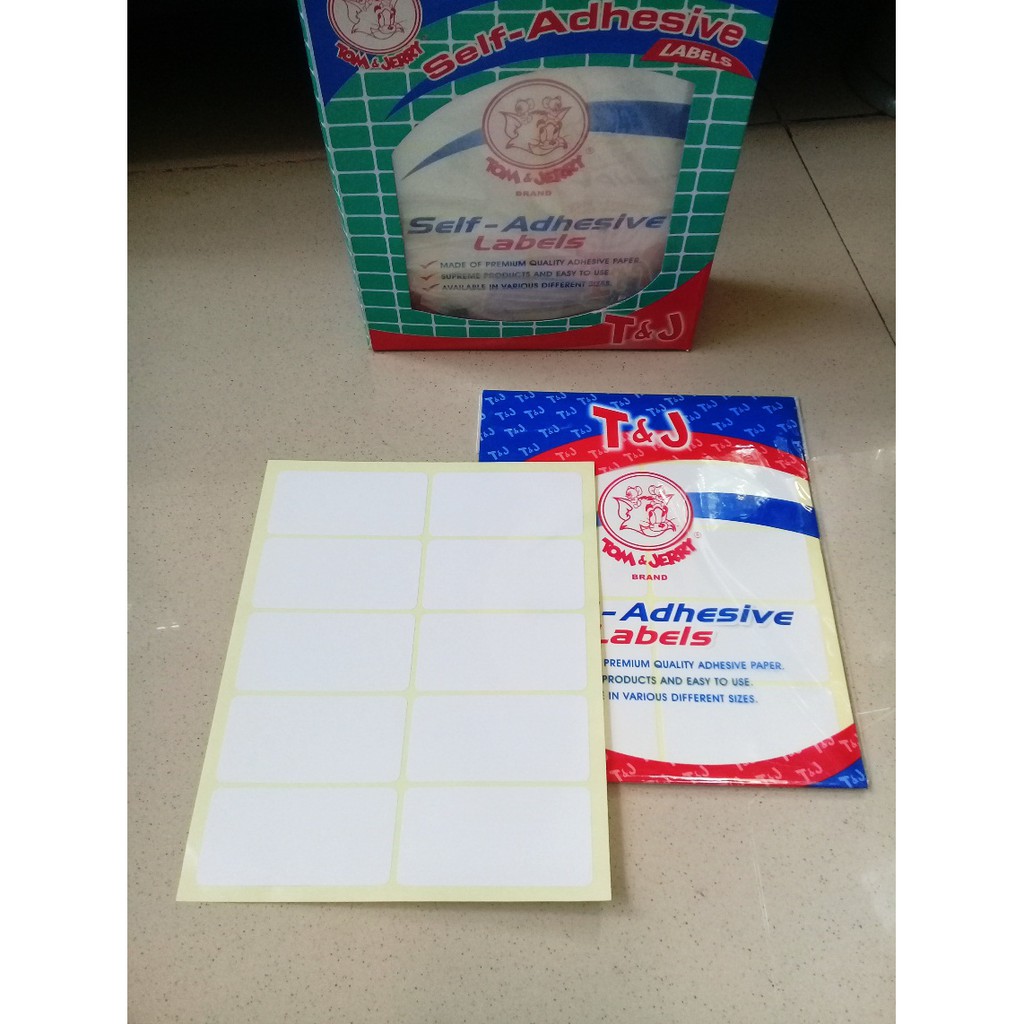 TOM & JERRY
Self-Adhesive
LABELS
TOM & JERRY®
BRAND
Self-Adhesive
Labels
MADE OF PREMIUM QUALITY ADHESIVE PAPER.
SUPREME PRODUCTS AND EASY TO USE.
AVAILABLE IN VARIOUS DIFFERENT SIZES.
T&J
T&J
TOM & JERRY®
BRAND
-Adhesive
Labels
PREMIUM QUALITY ADHESIVE PAPER.
PRODUCTS AND EASY TO USE.
IN VARIOUS DIFFERENT SIZES.
T&J